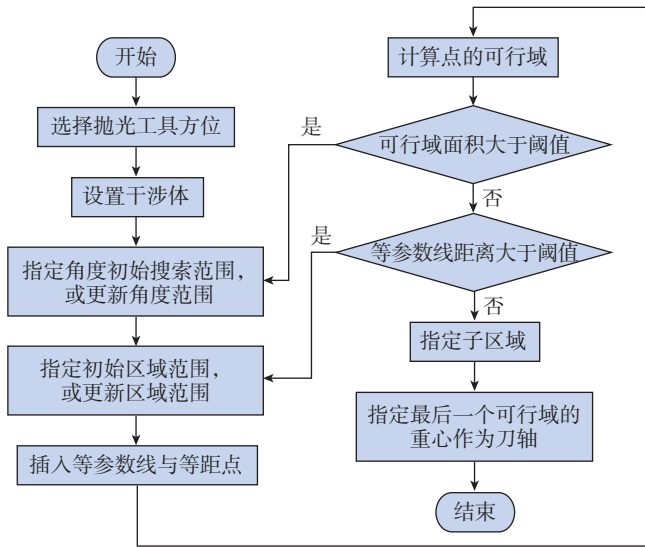 开始
选择抛光工具方位
设置干涉体
指定角度初始搜索范围，
或更新角度范围
指定初始区域范围，
或更新区域范围
插入等参数线与等距点
计算点的可行域
是
可行域面积大于阈值
否
是
等参数线距离大于阈值
否
指定子区域
指定最后一个可行域的
重心作为刀轴
结束